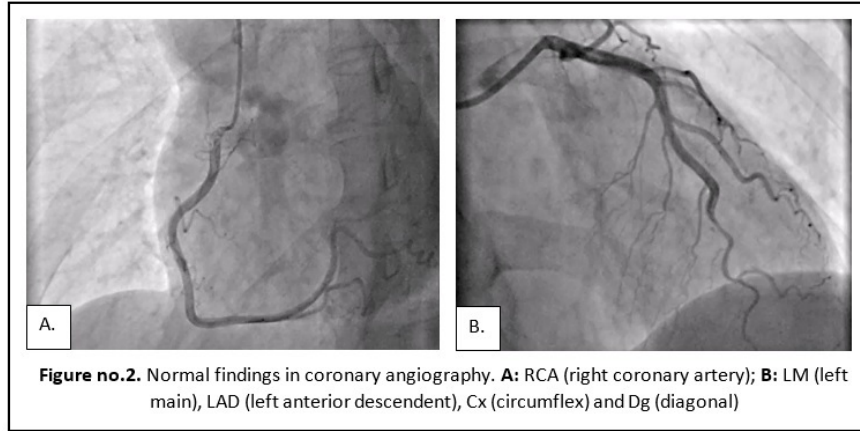 A.
B.
Figure no.2. Normal findings in coronary angiography. A: RCA (right coronary artery); B: LM (left
main), LAD (left anterior descendent), Cx (circumflex) and Dg (diagonal)